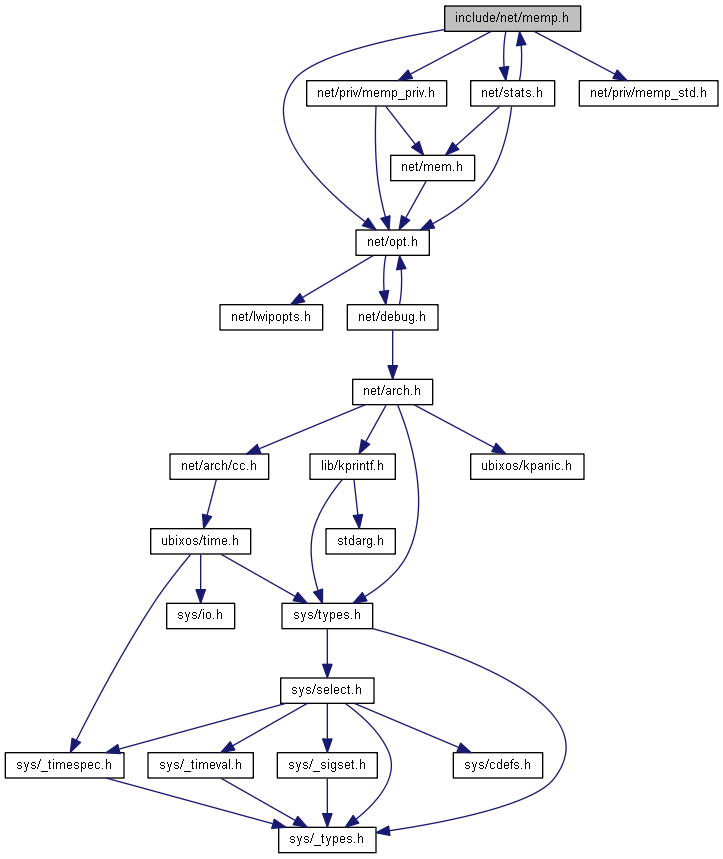 include/net/memp.h
net/priv/memp_priv.h
net/stats.h
net/priv/memp_std.h
net/mem.h
net/opt.h
net/lwipopts.h
net/debug.h
net/arch.h
net/arch/cc.h
lib/kprintf.h
ubixos/kpanic.h
ubixos/time.h
stdarg.h
sys/io.h
sys/types.h
sys/select.h
sys/_timespec.h
sys/_timeval.h
sys/_sigset.h
sys/cdefs.h
sys/_types.h